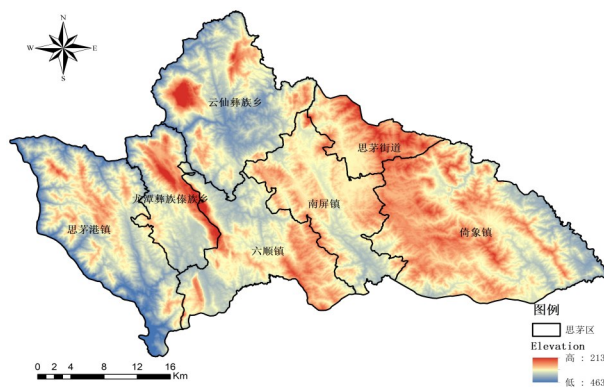 N
W E
S
云仙彝族乡
思茅街道
龙潭彝族傣族乡
南屏镇
思茅港镇
倚象镇
六顺镇
图例
思茅区
Elevation
高 : 213
低 : 463
0 2 4 8 12 16
Km